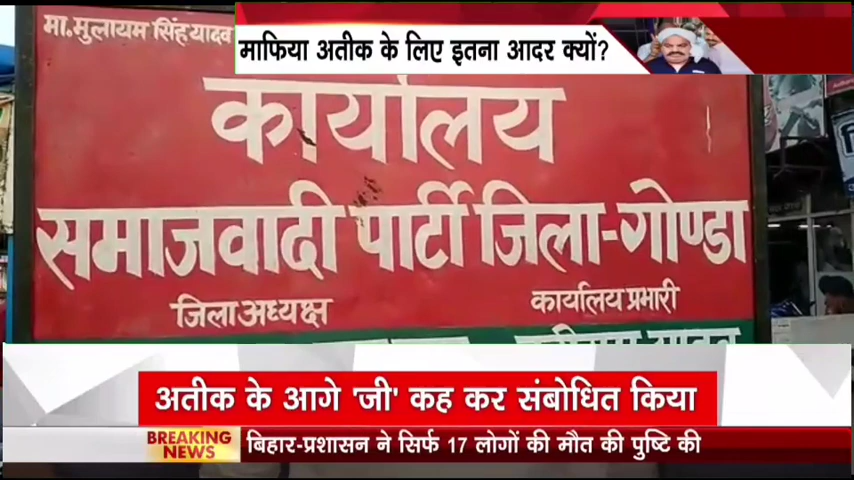 मा.मुलायम सिंह यादव
माफिया अतीक के लिए इतना आदर क्यों?
कार्यालय
समाजवादी पार्टी जिला-गोण्डा
जिला अध्यक्ष
कार्यालय प्रभारी
अतीक के आगे 'जी' कह कर संबोधित किया
BREAKING
NEWS
बिहार-प्रशासन ने सिर्फ 17 लोगों की मौत की पुष्टि की